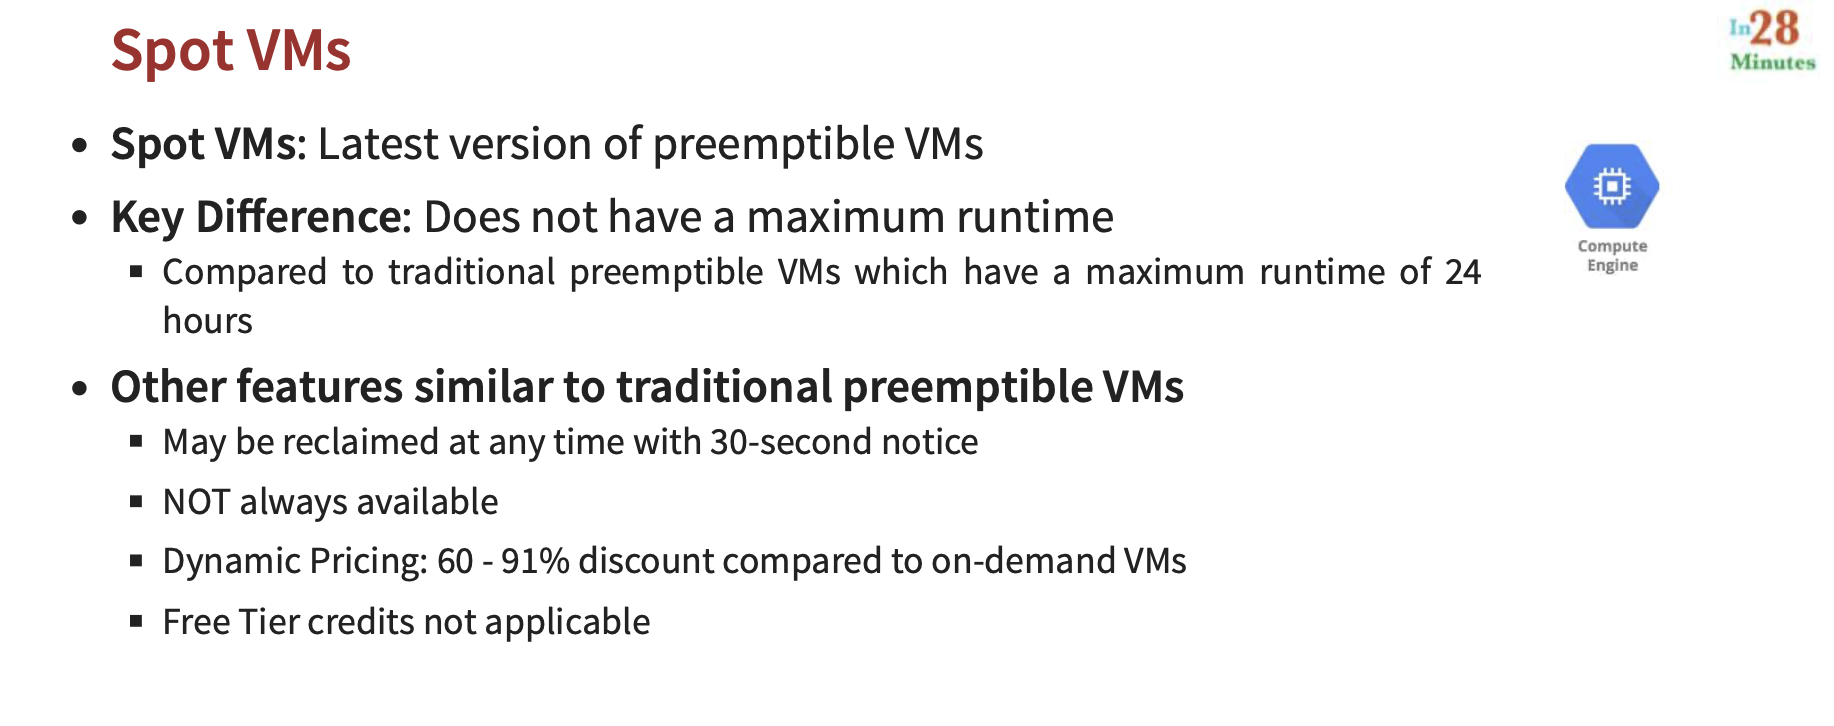 Spot VMs
In28
Minutes
• Spot VMs: Latest version of preemptible VMs
• Key Difference: Does not have a maximum runtime
▪ Compared to traditional preemptible VMs which have a maximum runtime of 24
hours
Compute
Engine
• Other features similar to traditional preemptible VMs
▪ May be reclaimed at any time with 30-second notice
▪ NOT always available
▪ Dynamic Pricing: 60 - 91% discount compared to on-demand VMs
▪ Free Tier credits not applicable